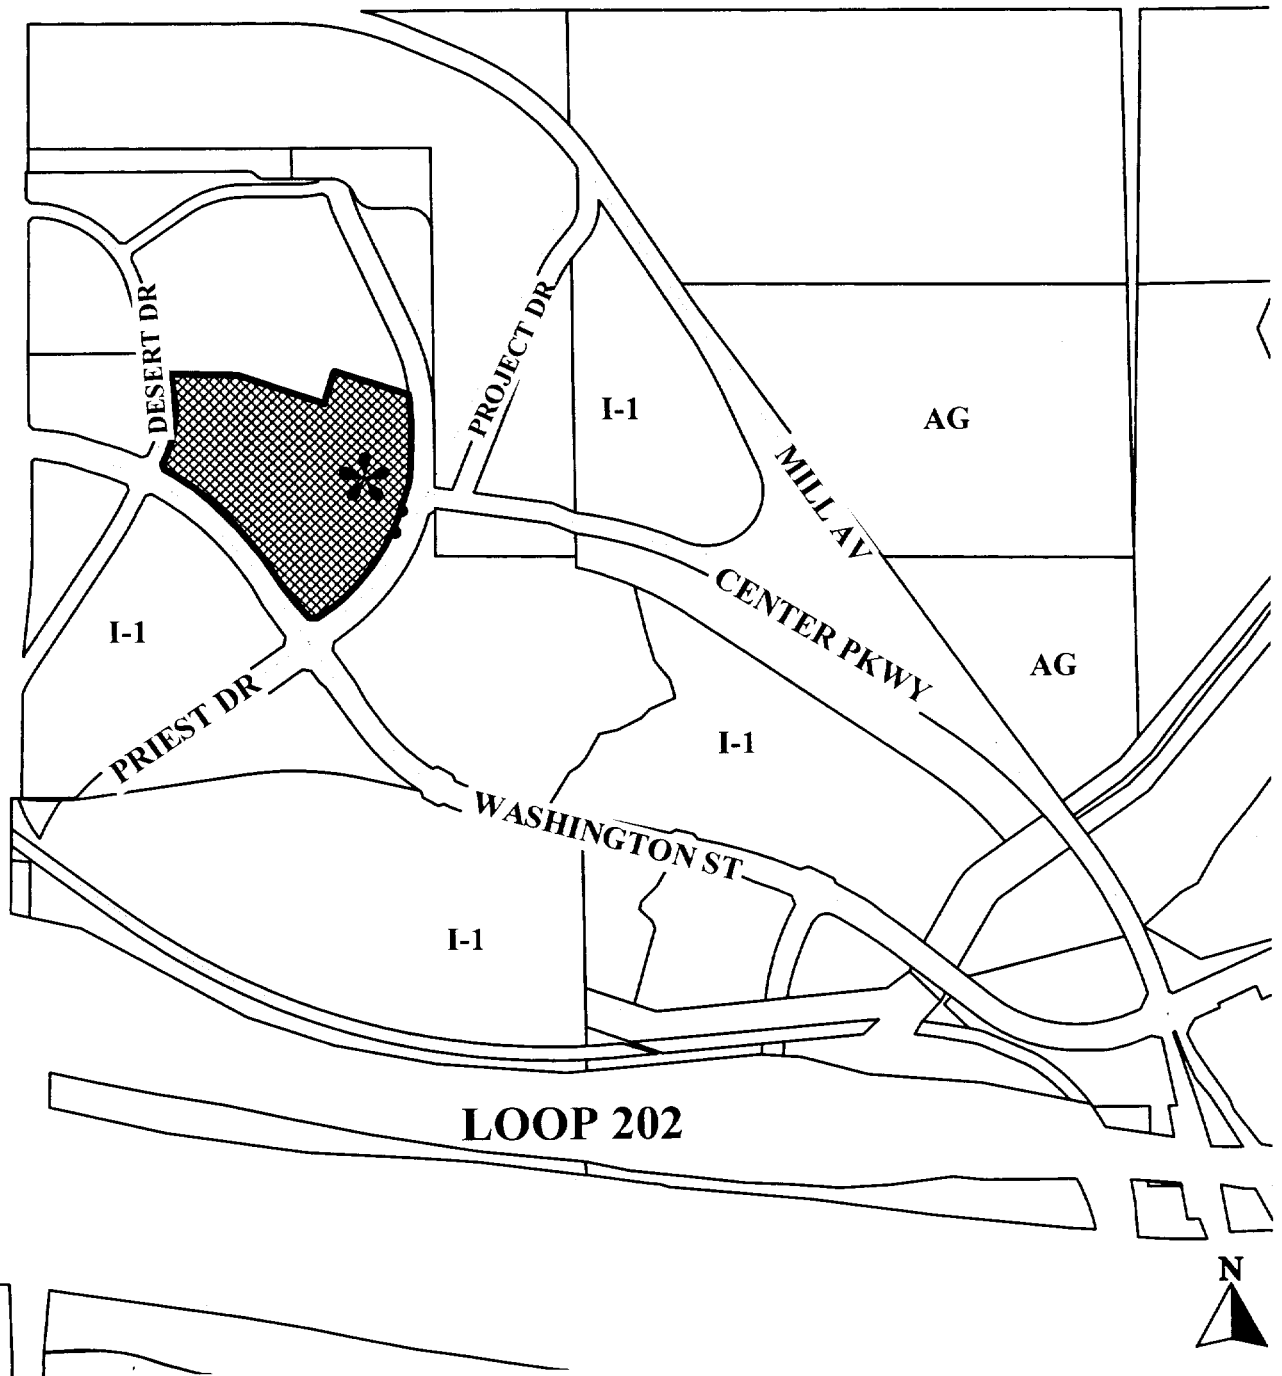 DESERT DR
PROJECT DR
I-1
AG
MILL AV
CENTER PKWY
I-1
AG
PRIEST DR
I-1
WASHINGTON ST
I-1
LOOP 202
N